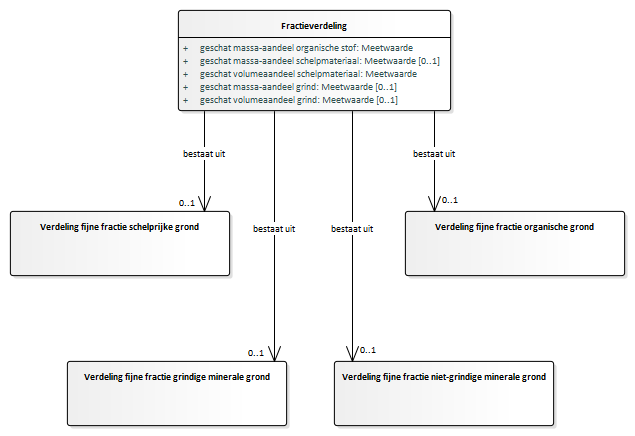 Fractieverdeling
+ geschat massa-aandeel organische stof: Meetwaarde
+ geschat massa-aandeel schelpmateriaal: Meetwaarde [0..1]
+ geschat volumeaandeel schelpmateriaal: Meetwaarde
+ geschat massa-aandeel grind: Meetwaarde [0..1]
+ geschat volumeaandeel grind: Meetwaarde [0..1]
bestaat uit
bestaat uit
0..1
0..1
Verdeling fijne fractie schelprijke grond
Verdeling fijne fractie organische grond
bestaat uit
bestaat uit
0..1
0..1
Verdeling fijne fractie grindige minerale grond
Verdeling fijne fractie niet-grindige minerale grond